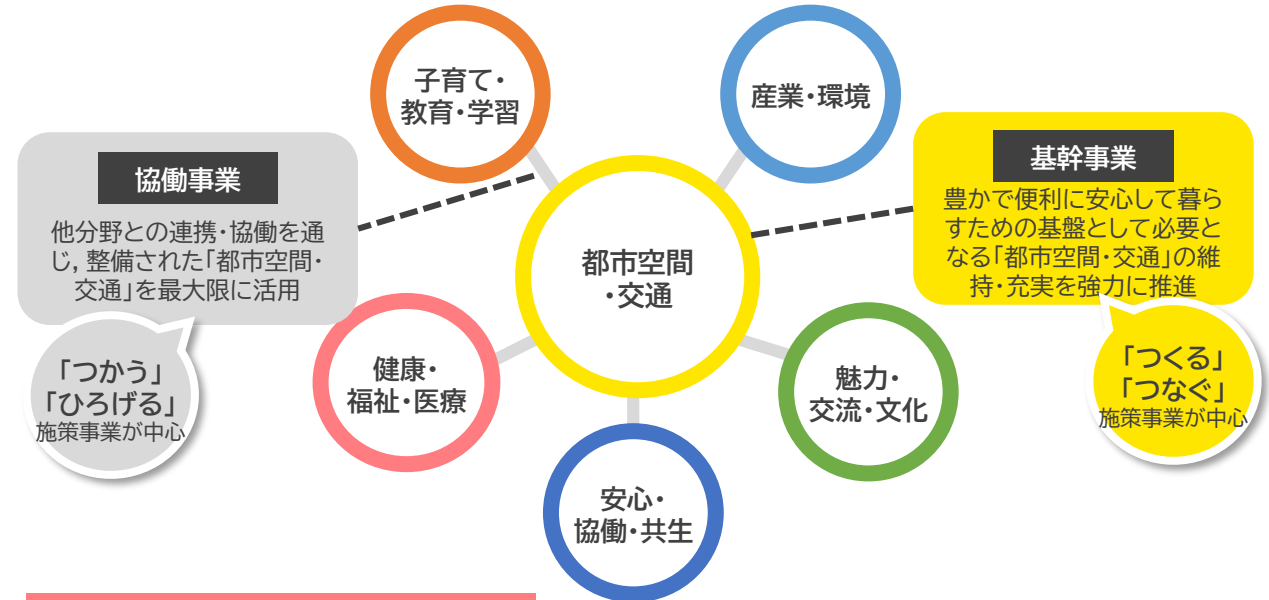 子育て・
教育・学習
産業・環境
協働事業
他分野との連携・協働を通
じ，整備された「都市空間・
交通」を最大限に活用
基幹事業
豊かで便利に安心して暮ら
すための基盤として必要と
なる「都市空間・交通」の維
持・充実を強力に推進
都市空間
・交通
「つかう」
「ひろげる」
施策事業が中心
健康・
福祉・医療
魅力・
交流・文化
「つくる」
「つなぐ」
施策事業が中心
安心・
協働・共生